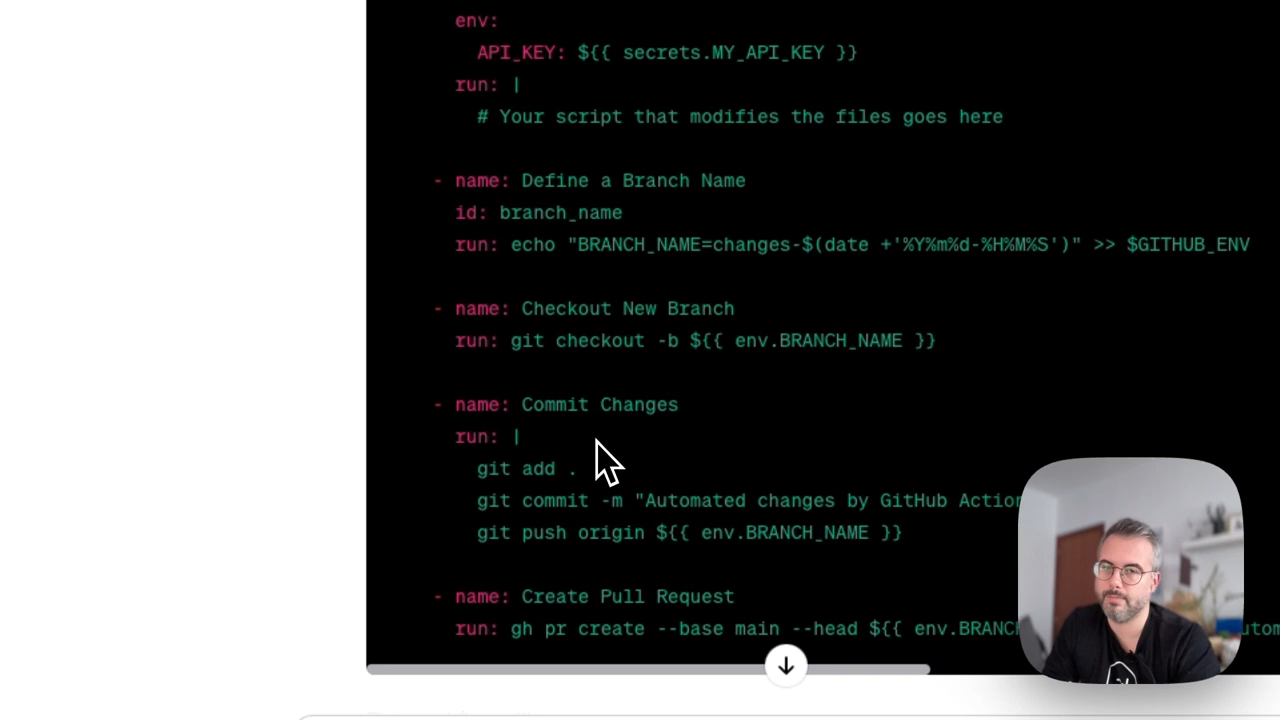 env:
API_KEY: ${{ secrets.MY_API_KEY }}
run: |
# Your script that modifies the files goes here
- name: Define a Branch Name
id: branch_name
run: echo "BRANCH_NAME=changes-$(date +'%Y%m%d-%H%M%S')" >> $GITHUB_ENV
- name: Checkout New Branch
run: git checkout -b ${{ env.BRANCH_NAME }}
- name: Commit Changes
run: |
git add .
git commit -m "Automated changes by GitHub Action
git push origin ${{ env.BRANCH_NAME }}
- name: Create Pull Request
run: gh pr create --base main --head ${{ env.BRANC utom